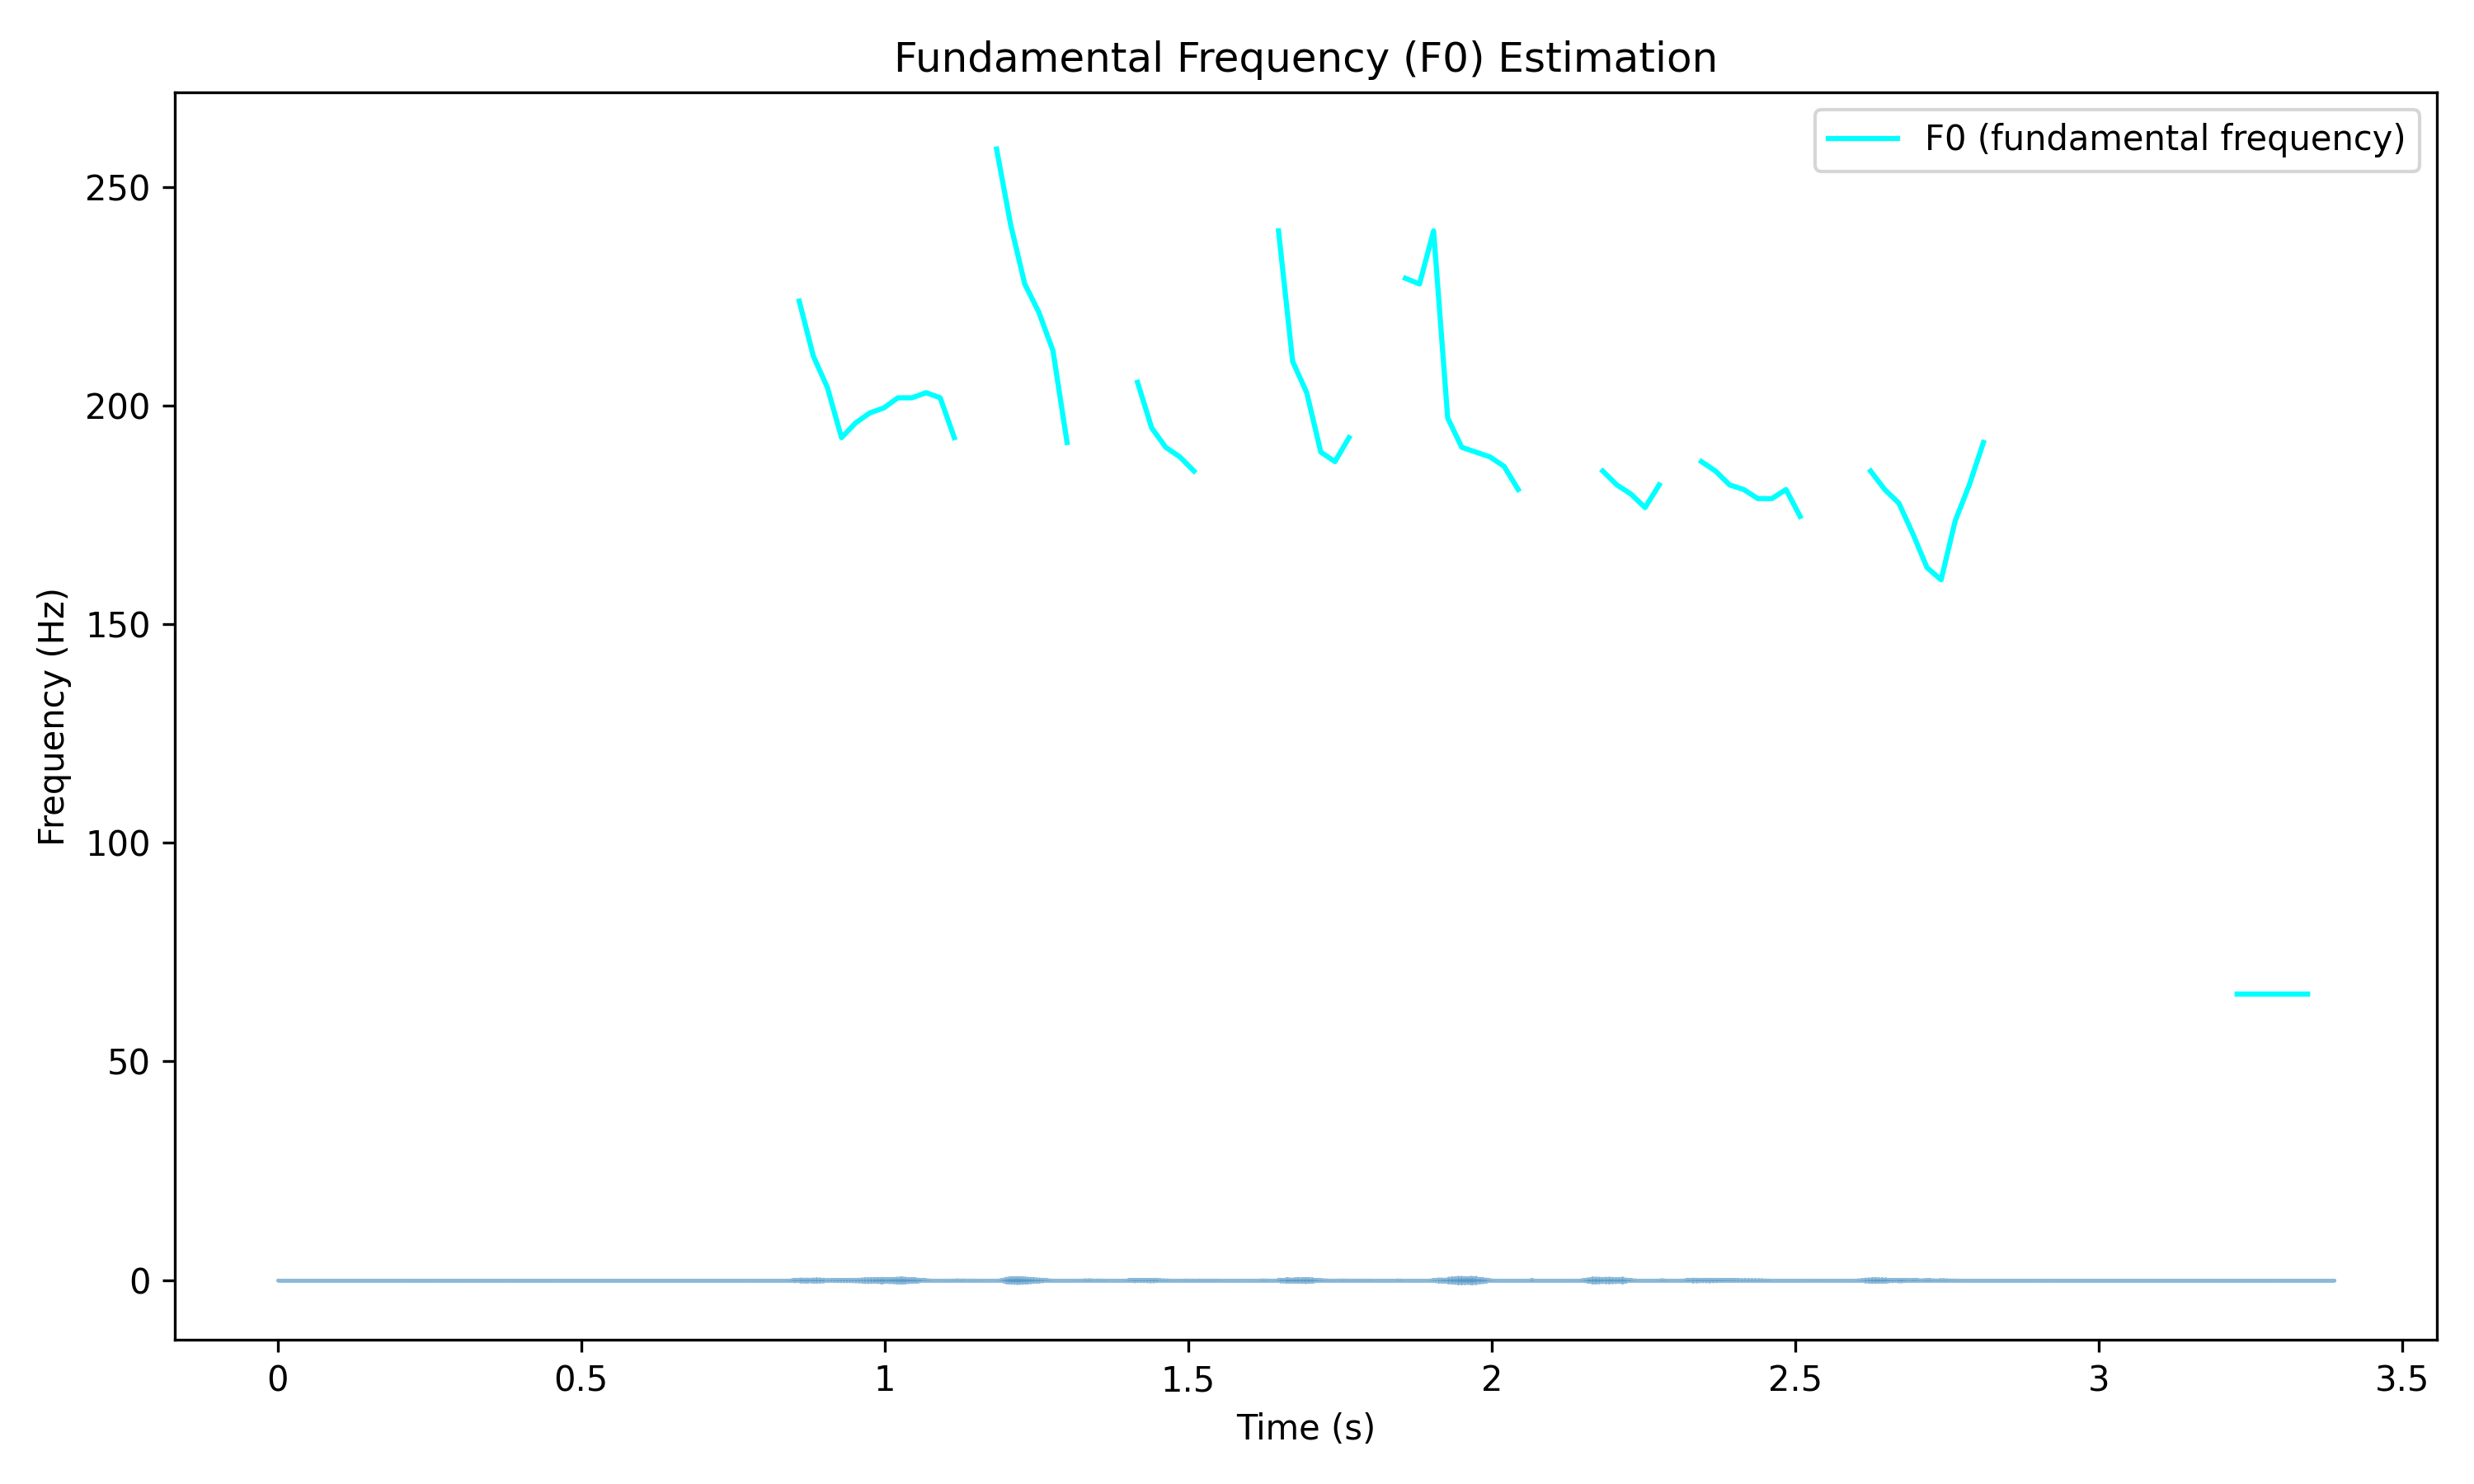 Fundamental Frequency (F0) Estimation
F0 (fundamental frequency)
Frequency (Hz)
250
200
150
100
50
0
0 0.5 1 1.5 2 2.5 3 3.5
Time (s)